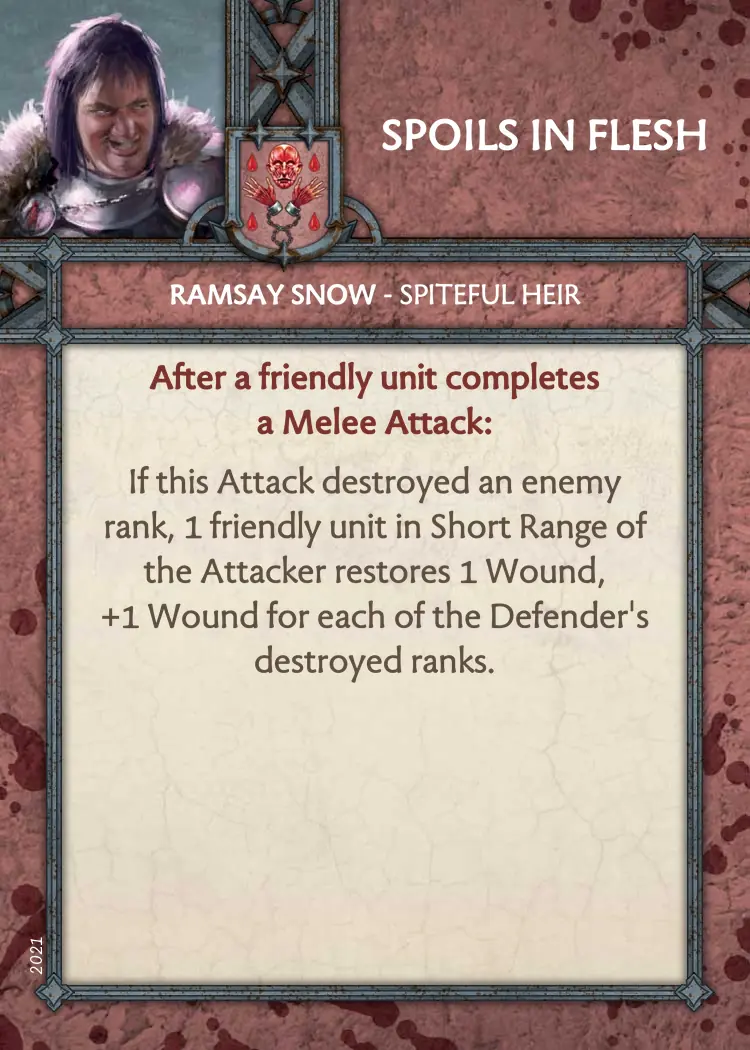 SPOILS IN FLESH
RAMSAY SNOW - SPITEFUL HEIR
After a friendly unit completes
a Melee Attack:
If this Attack destroyed an enemy
rank, 1 friendly unit in Short Range of
the Attacker restores 1 Wound,
+1 Wound for each of the Defender's
destroyed ranks.
2021